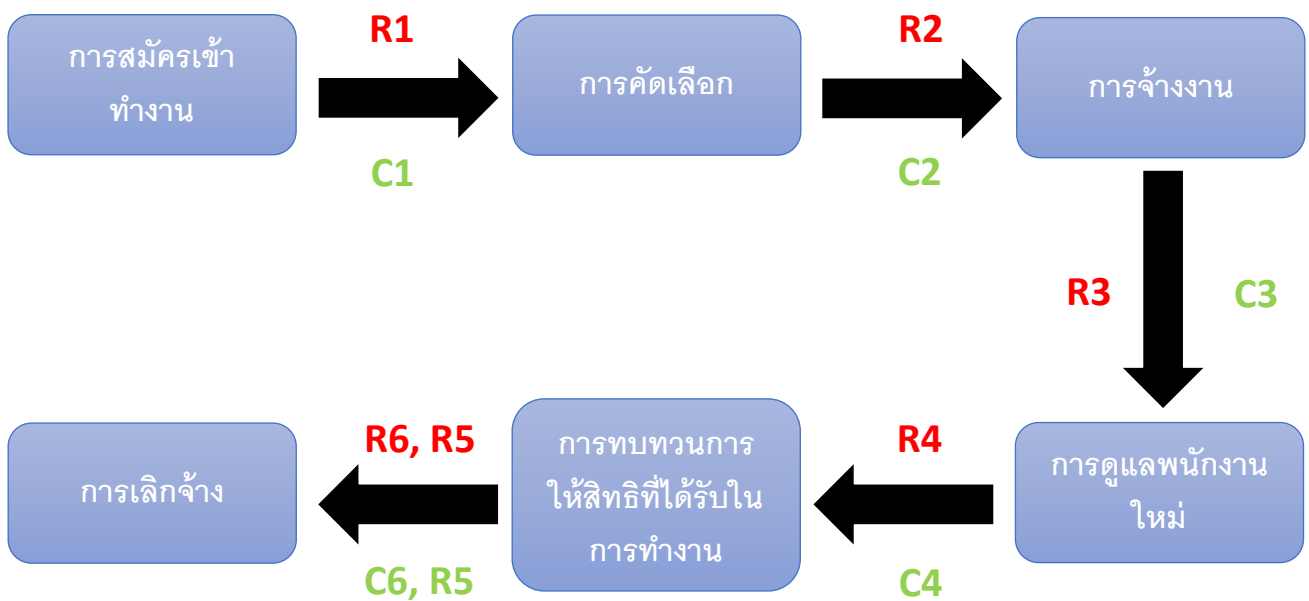 R1
R2
การสมัครเข้า
ทำงาน
การคัดเลือก
การจ้างงาน
C1
C2
R3
C3
การดูแลพนักงาน
ใหม่
R4
C4
การทบทวนการ
ให้สิทธิที่ได้รับใน
การทำงาน
R6, R5
C6, R5
การเลิกจ้าง